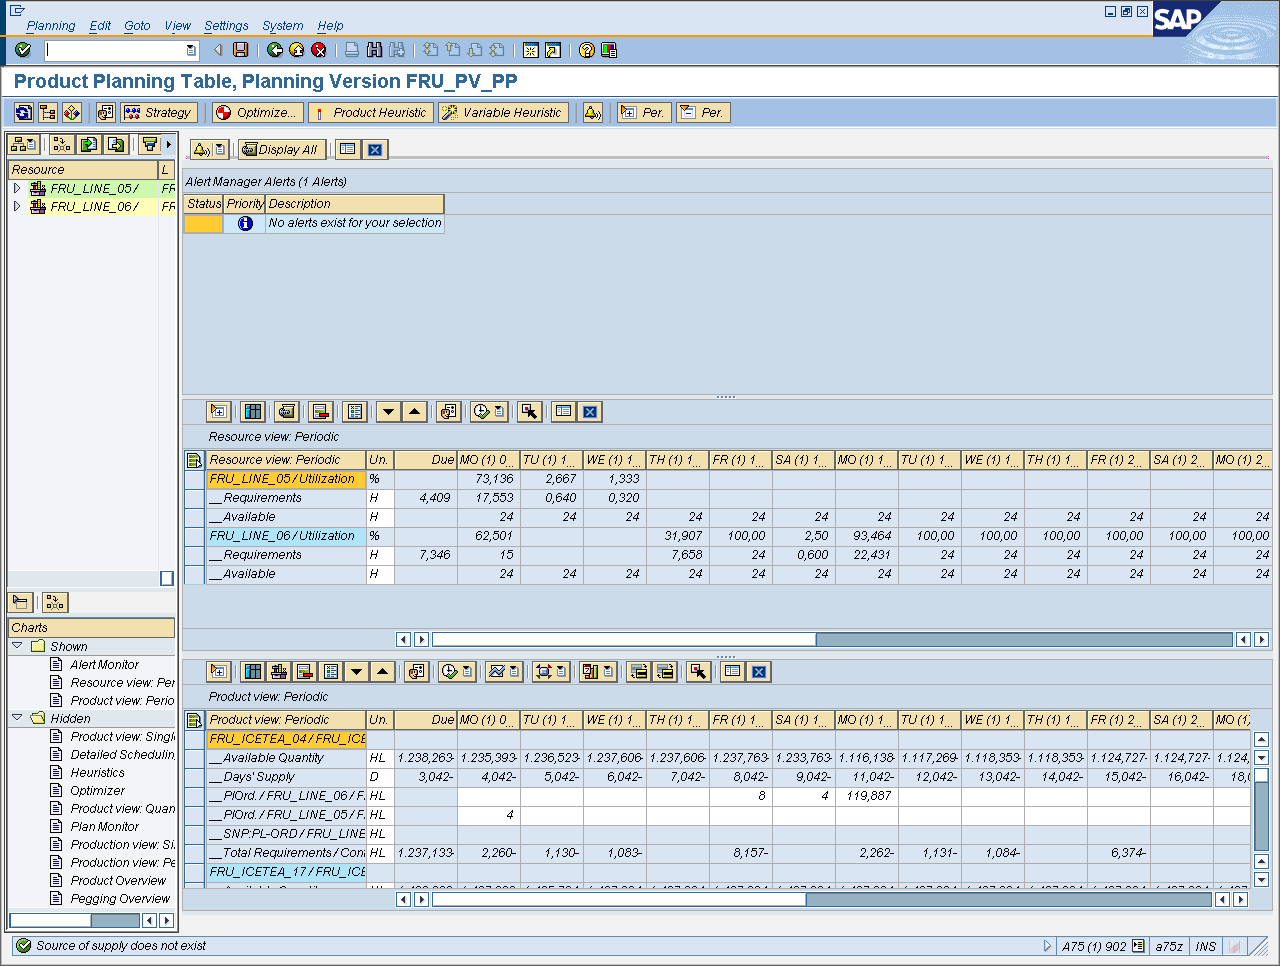 Planning Edit Goto View Settings System Help
SAP
Product Planning Table, Planning Version FRU_PV_PP
Strategy Optimize... Product Heuristic Variable Heuristic Per. Per.
Display All
Resource L
FRU_LINE_05/ FR
FRU_LINE_06/ FR
Alert Manager Alerts (1 Alerts)
Status Priority Description
No alerts exist for your selection
Resource view: Periodic
Resource view: Periodic Un. Due MO (1) 0... TU (1) 1... WE (1) 1... TH (1) 1... FR (1) 1... SA (1) 1... MO (1) 1... TU (1) 1... WE (1) 1... TH (1) 1... FR (1) 2... SA (1) 2... MO (1) 2...
FRU_LINE_05/Utilization % 73,136 2,667 1,333
__Requirements H 4,409 17,553 0,640 0,320
__Available H 24 24 24 24 24 24 24 24 24 24 24 24 24
FRU_LINE_06/Utilization % 62,501 31,907 100,00 2,50 93,464 100,00 100,00 100,00 100,00 100,00 100,00
__Requirements H 7,346 15 7,658 24 0,600 22,431 24 24 24 24 24 24
__Available H 24 24 24 24 24 24 24 24 24 24 24 24 24
Charts
Shown
Alert Monitor
Resource view: Per
Product view: Perio
Hidden
Product view: Singl
Detailed Schedulin
Heuristics
Optimizer
Product view: Quan
Plan Monitor
Production view: Si
Production view: Pe
Product Overview
Pegging Overview
Product view: Periodic
Product view: Periodic Un. Due MO (1) 0... TU (1) 1... WE (1) 1... TH (1) 1... FR (1) 1... SA (1) 1... MO (1) 1... TU (1) 1... WE (1) 1... TH (1) 1... FR (1) 2... SA (1) 2... MO (1)
FRU_ICETEA_04/FRU_ICE
__Available Quantity HL 1.238,263- 1.235,393- 1.236,523- 1.237,606- 1.237,606- 1.237,763- 1.233,763- 1.116,138- 1.117,269- 1.118,353- 1.118,353- 1.124,727- 1.124,727- 1.124,
__Days' Supply D 3,042- 4,042- 5,042- 6,042- 7,042- 8,042- 9,042- 11,042- 12,042- 13,042- 14,042- 15,042- 16,042- 18,0
__PlOrd. / FRU_LINE_06 / F. HL 8 4 119,887
__PlOrd. / FRU_LINE_05 / F. HL 4
__SNP:PL-ORD / FRU_LINE HL
__Total Requirements / Con HL 1.237,133- 2,260- 1,130- 1,083- 8,157- 2,262- 1,131- 1,084- 6,374-
FRU_ICETEA_17 / FRU_ICE
Source of supply does not exist
A75 (1) 902 a75z INS